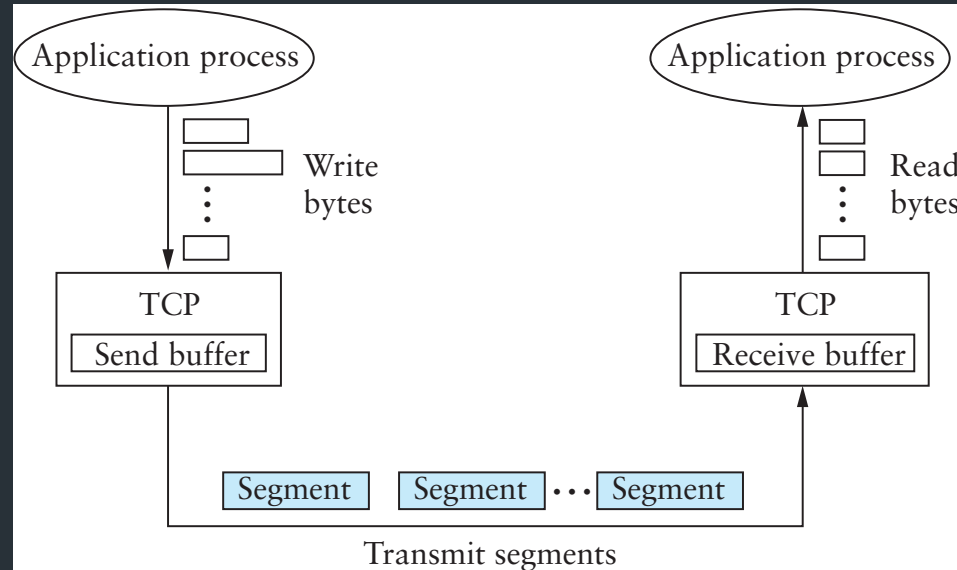 Application process
Application process
Write
bytes
Read
bytes
TCP
Send buffer
TCP
Receive buffer
Segment Segment ... Segment
Transmit segments